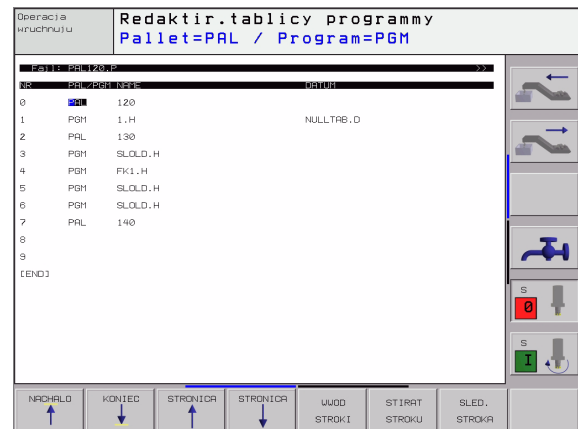 Operacja
wruchnuju
Redaktir.tablicy programmy
Pallet=PAL / Program=PGM
Fajl: PAL120.P >>
NR PAL/PGM NAME DATUM
0 PAL 120
1 PGM 1.H NULLTAB.D
2 PAL 130
3 PGM SLOLD.H
4 PGM FK1.H
5 PGM SLOLD.H
6 PGM SLOLD.H
7 PAL 140
8
9
[END]
S
0
S
I
NACHALO KONIEC STRONICA STRONICA WWOD STIRAT SLED.
STROKI STROKU STROKA